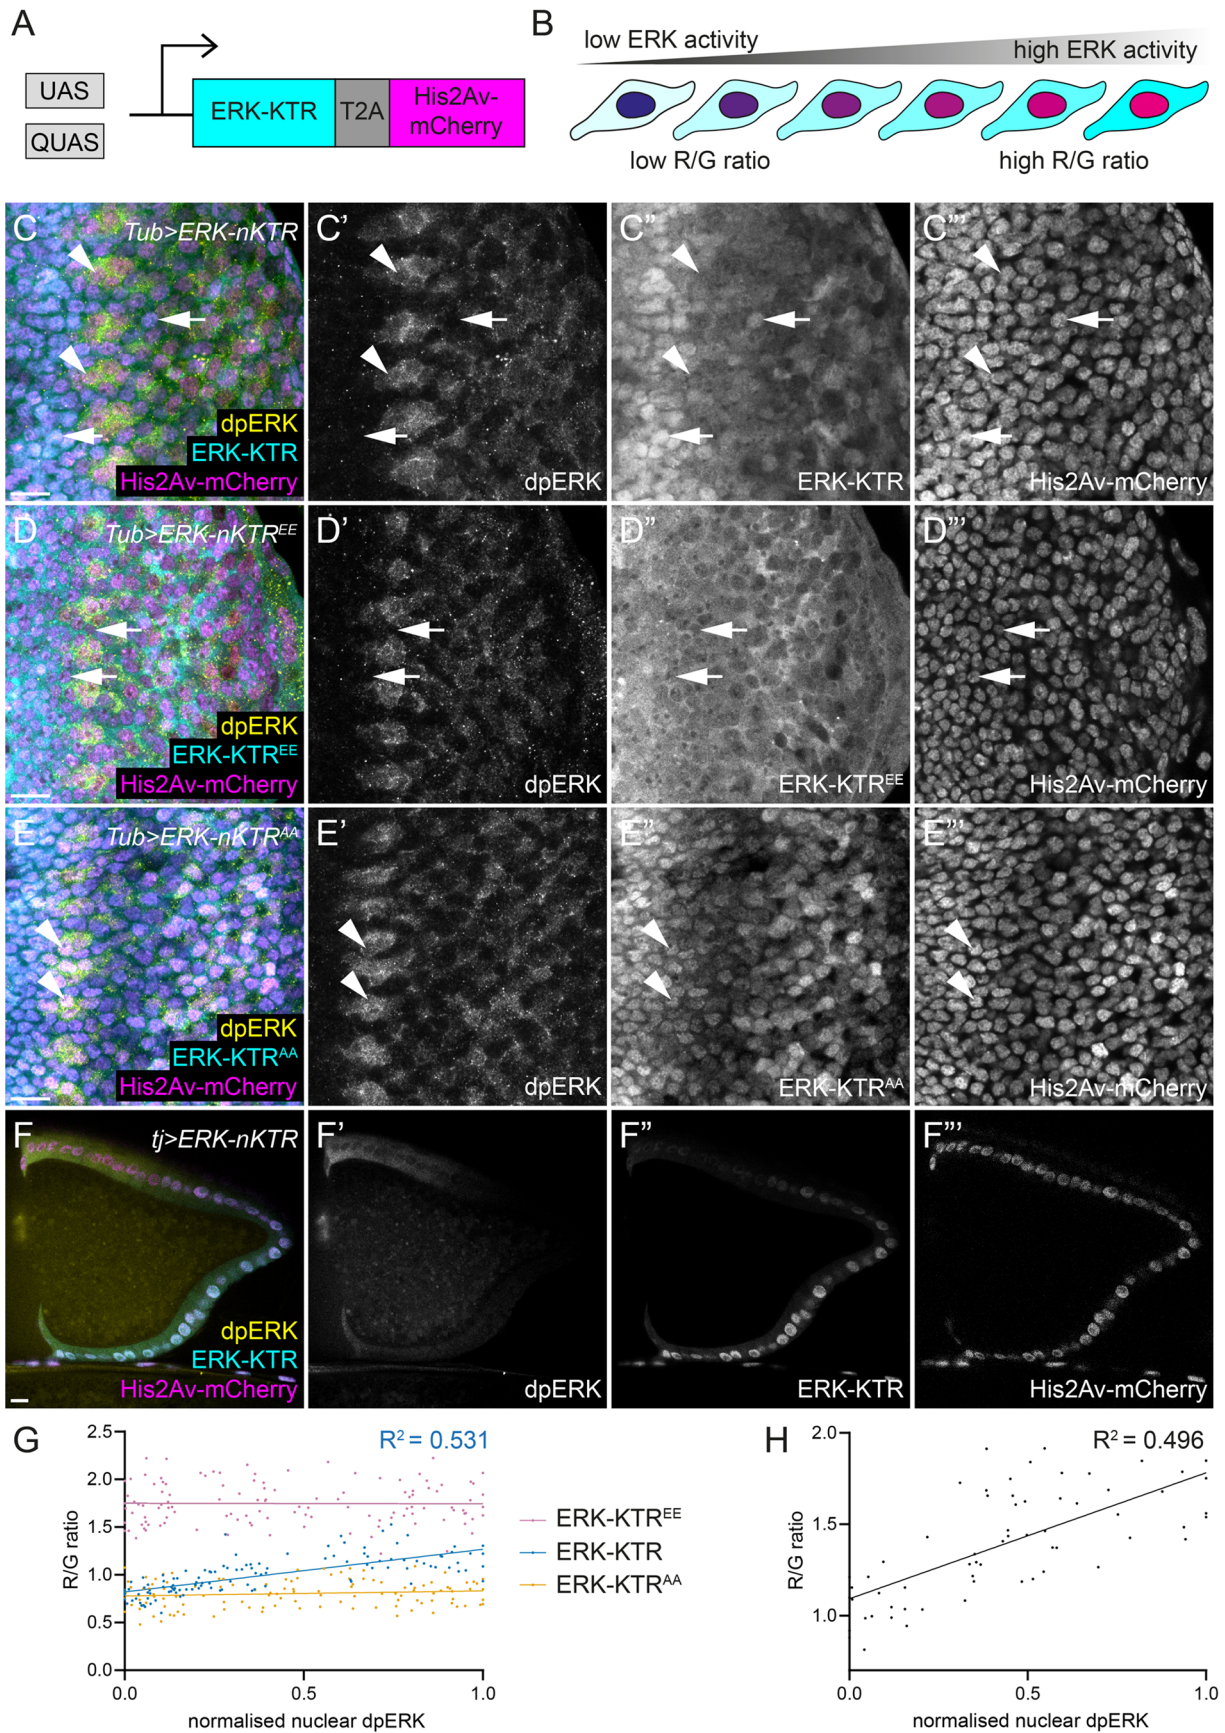 A
UAS
QUAS
ERK-KTR
T2A
His2Av-
mCherry
B
low ERK activity
high ERK activity
low R/G ratio
high R/G ratio
C
Tub>ERK-nKTR
dpERK
ERK-KTR
His2Av-mCherry
C'
dpERK
C''
ERK-KTR
C'''
His2Av-mCherry
D
Tub>ERK-nKTR^EE
dpERK
ERK-KTR^EE
His2Av-mCherry
D'
dpERK
D''
ERK-KTR^EE
D'''
His2Av-mCherry
E
Tub>ERK-nKTR^AA
dpERK
ERK-KTR^AA
His2Av-mCherry
E'
dpERK
E''
ERK-KTR^AA
E'''
His2Av-mCherry
F
tj>ERK-nKTR
dpERK
ERK-KTR
His2Av-mCherry
F'
dpERK
F''
ERK-KTR
F'''
His2Av-mCherry
G
R² = 0.531
R/G ratio
2.5
2.0
1.5
1.0
0.5
0.0
0.0
0.5
1.0
normalised nuclear dpERK
ERK-KTR^EE
ERK-KTR
ERK-KTR^AA
H
R² = 0.496
R/G ratio
2.0
1.5
1.0
0.0
0.5
1.0
normalised nuclear dpERK